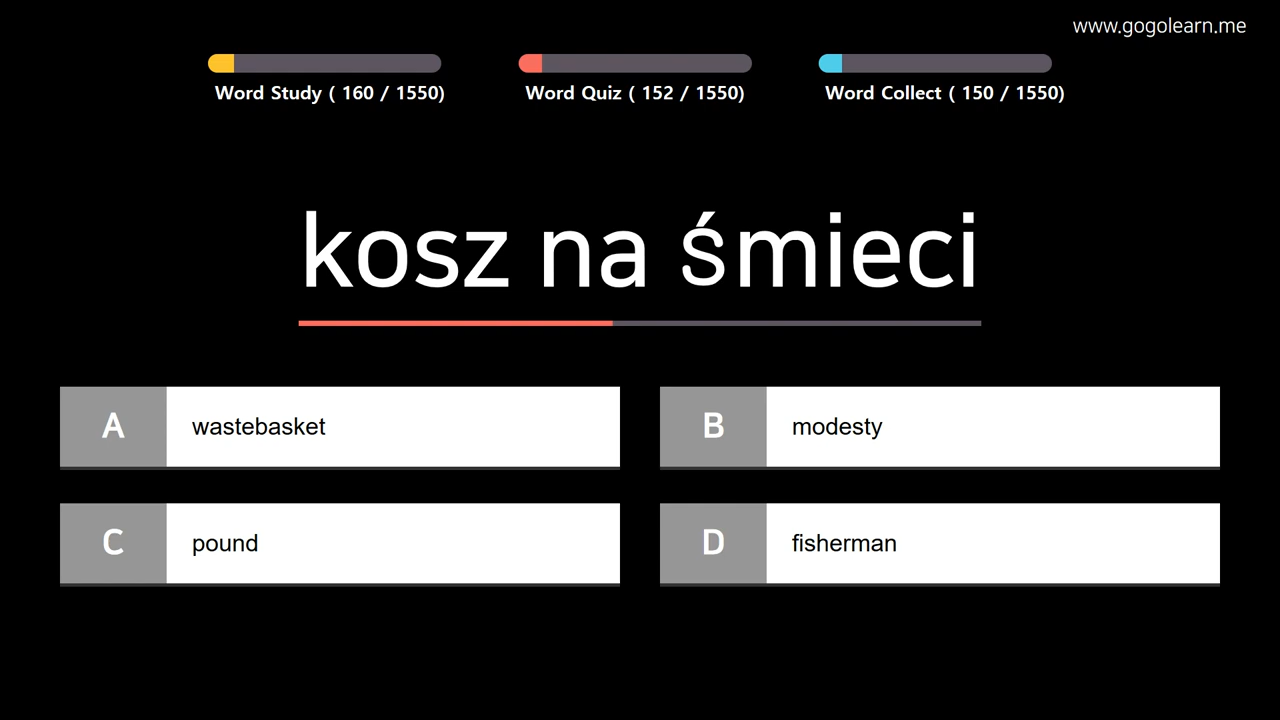 www.gogolearn.me
Word Study ( 160 / 1550)
Word Quiz ( 152 / 1550)
Word Collect ( 150 / 1550)
kosz na śmieci
A wastebasket
B modesty
C pound
D fisherman